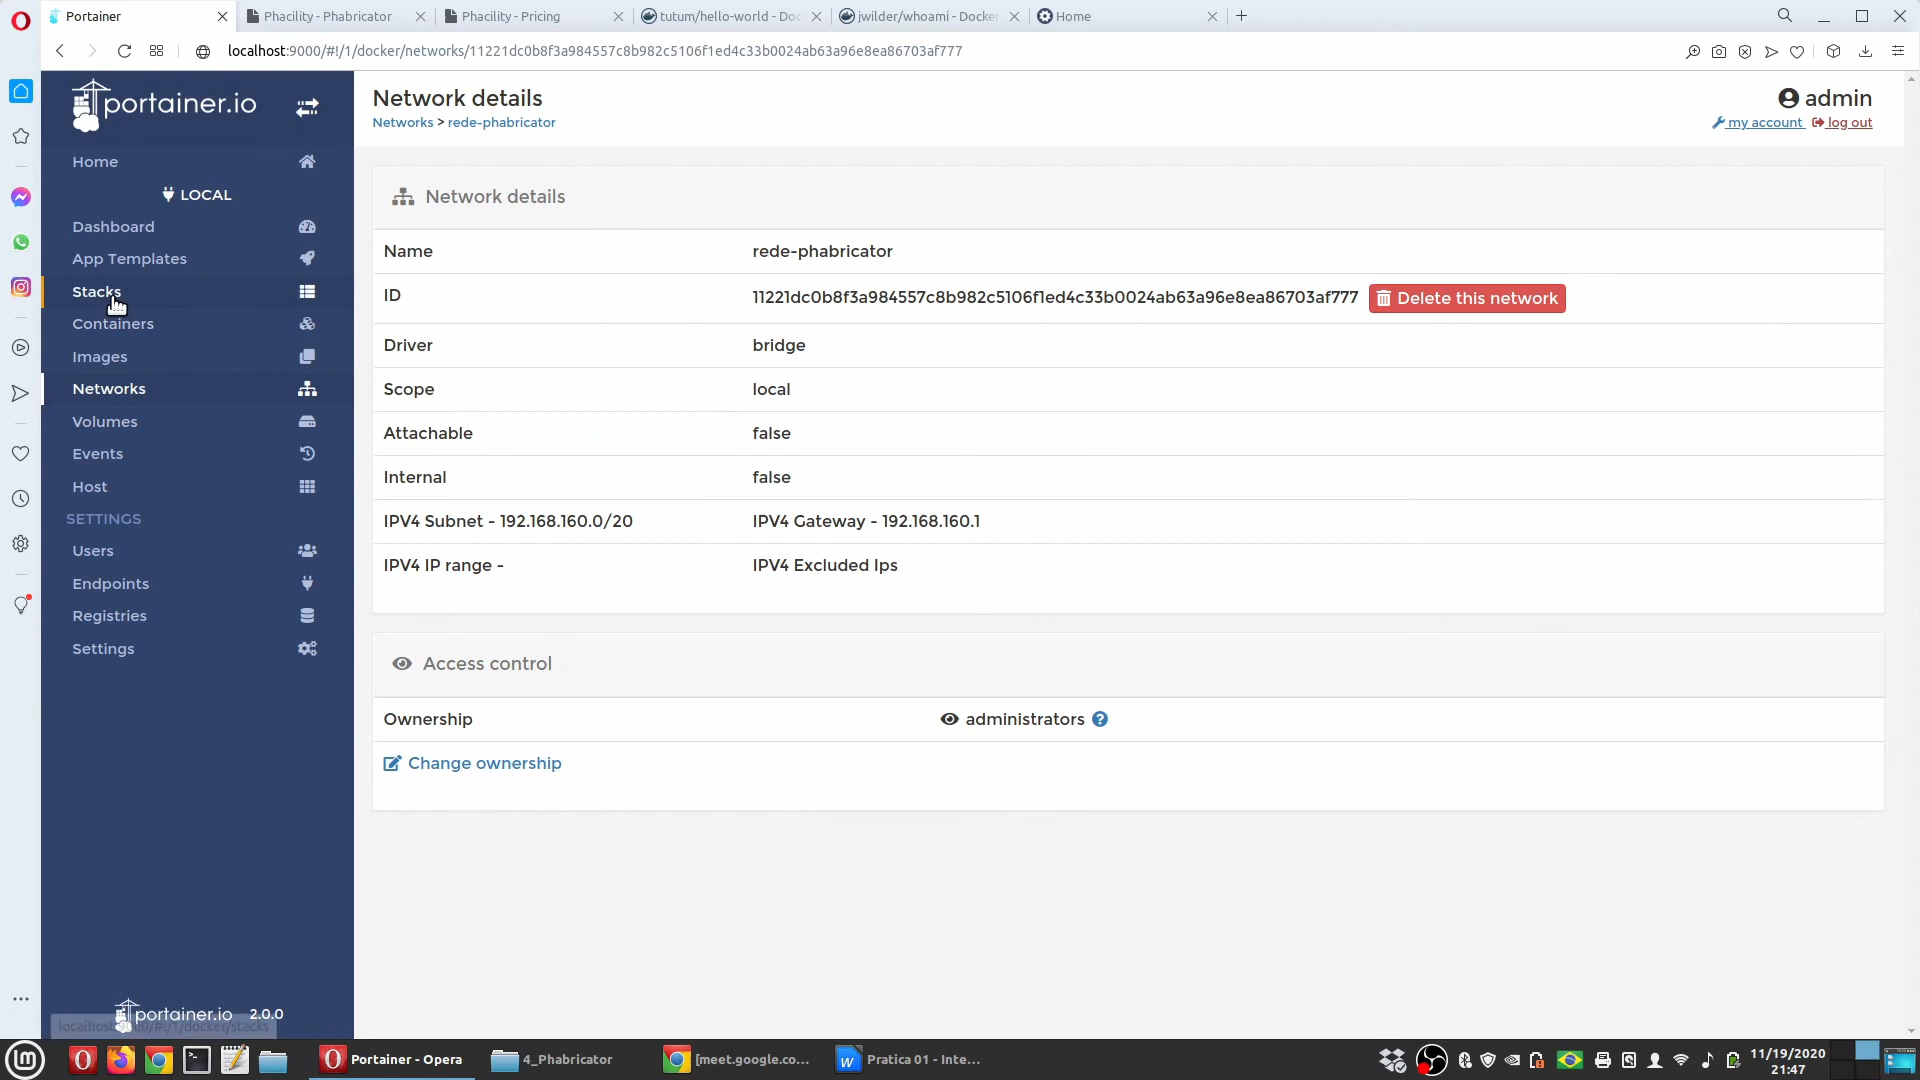 Portainer
Phacility - Phabricator
Phacility - Pricing
tutum/hello-world - Doc
jwilder/whoami - Docker
Home
localhost:9000/#!/1/docker/networks/11221dc0b8f3a984557c8b982c5106f1ed4c33b0024ab63a96e8ea86703af777
portainer.io
Home
LOCAL
Dashboard
App Templates
Stacks
Containers
Images
Networks
Volumes
Events
Host
SETTINGS
Users
Endpoints
Registries
Settings
portainer.io 2.0.0
localhost:9000/#!/1/docker/stacks
Network details
Networks > rede-phabricator
admin
my account log out
Network details
Name rede-phabricator
ID 11221dc0b8f3a984557c8b982c5106f1ed4c33b0024ab63a96e8ea86703af777 Delete this network
Driver bridge
Scope local
Attachable false
Internal false
IPV4 Subnet - 192.168.160.0/20 IPV4 Gateway - 192.168.160.1
IPV4 IP range - IPV4 Excluded Ips
Access control
Ownership administrators
Change ownership
Portainer - Opera
4_Phabricator
[meet.google.co...
Pratica 01 - Inte...
11/19/2020
21:47